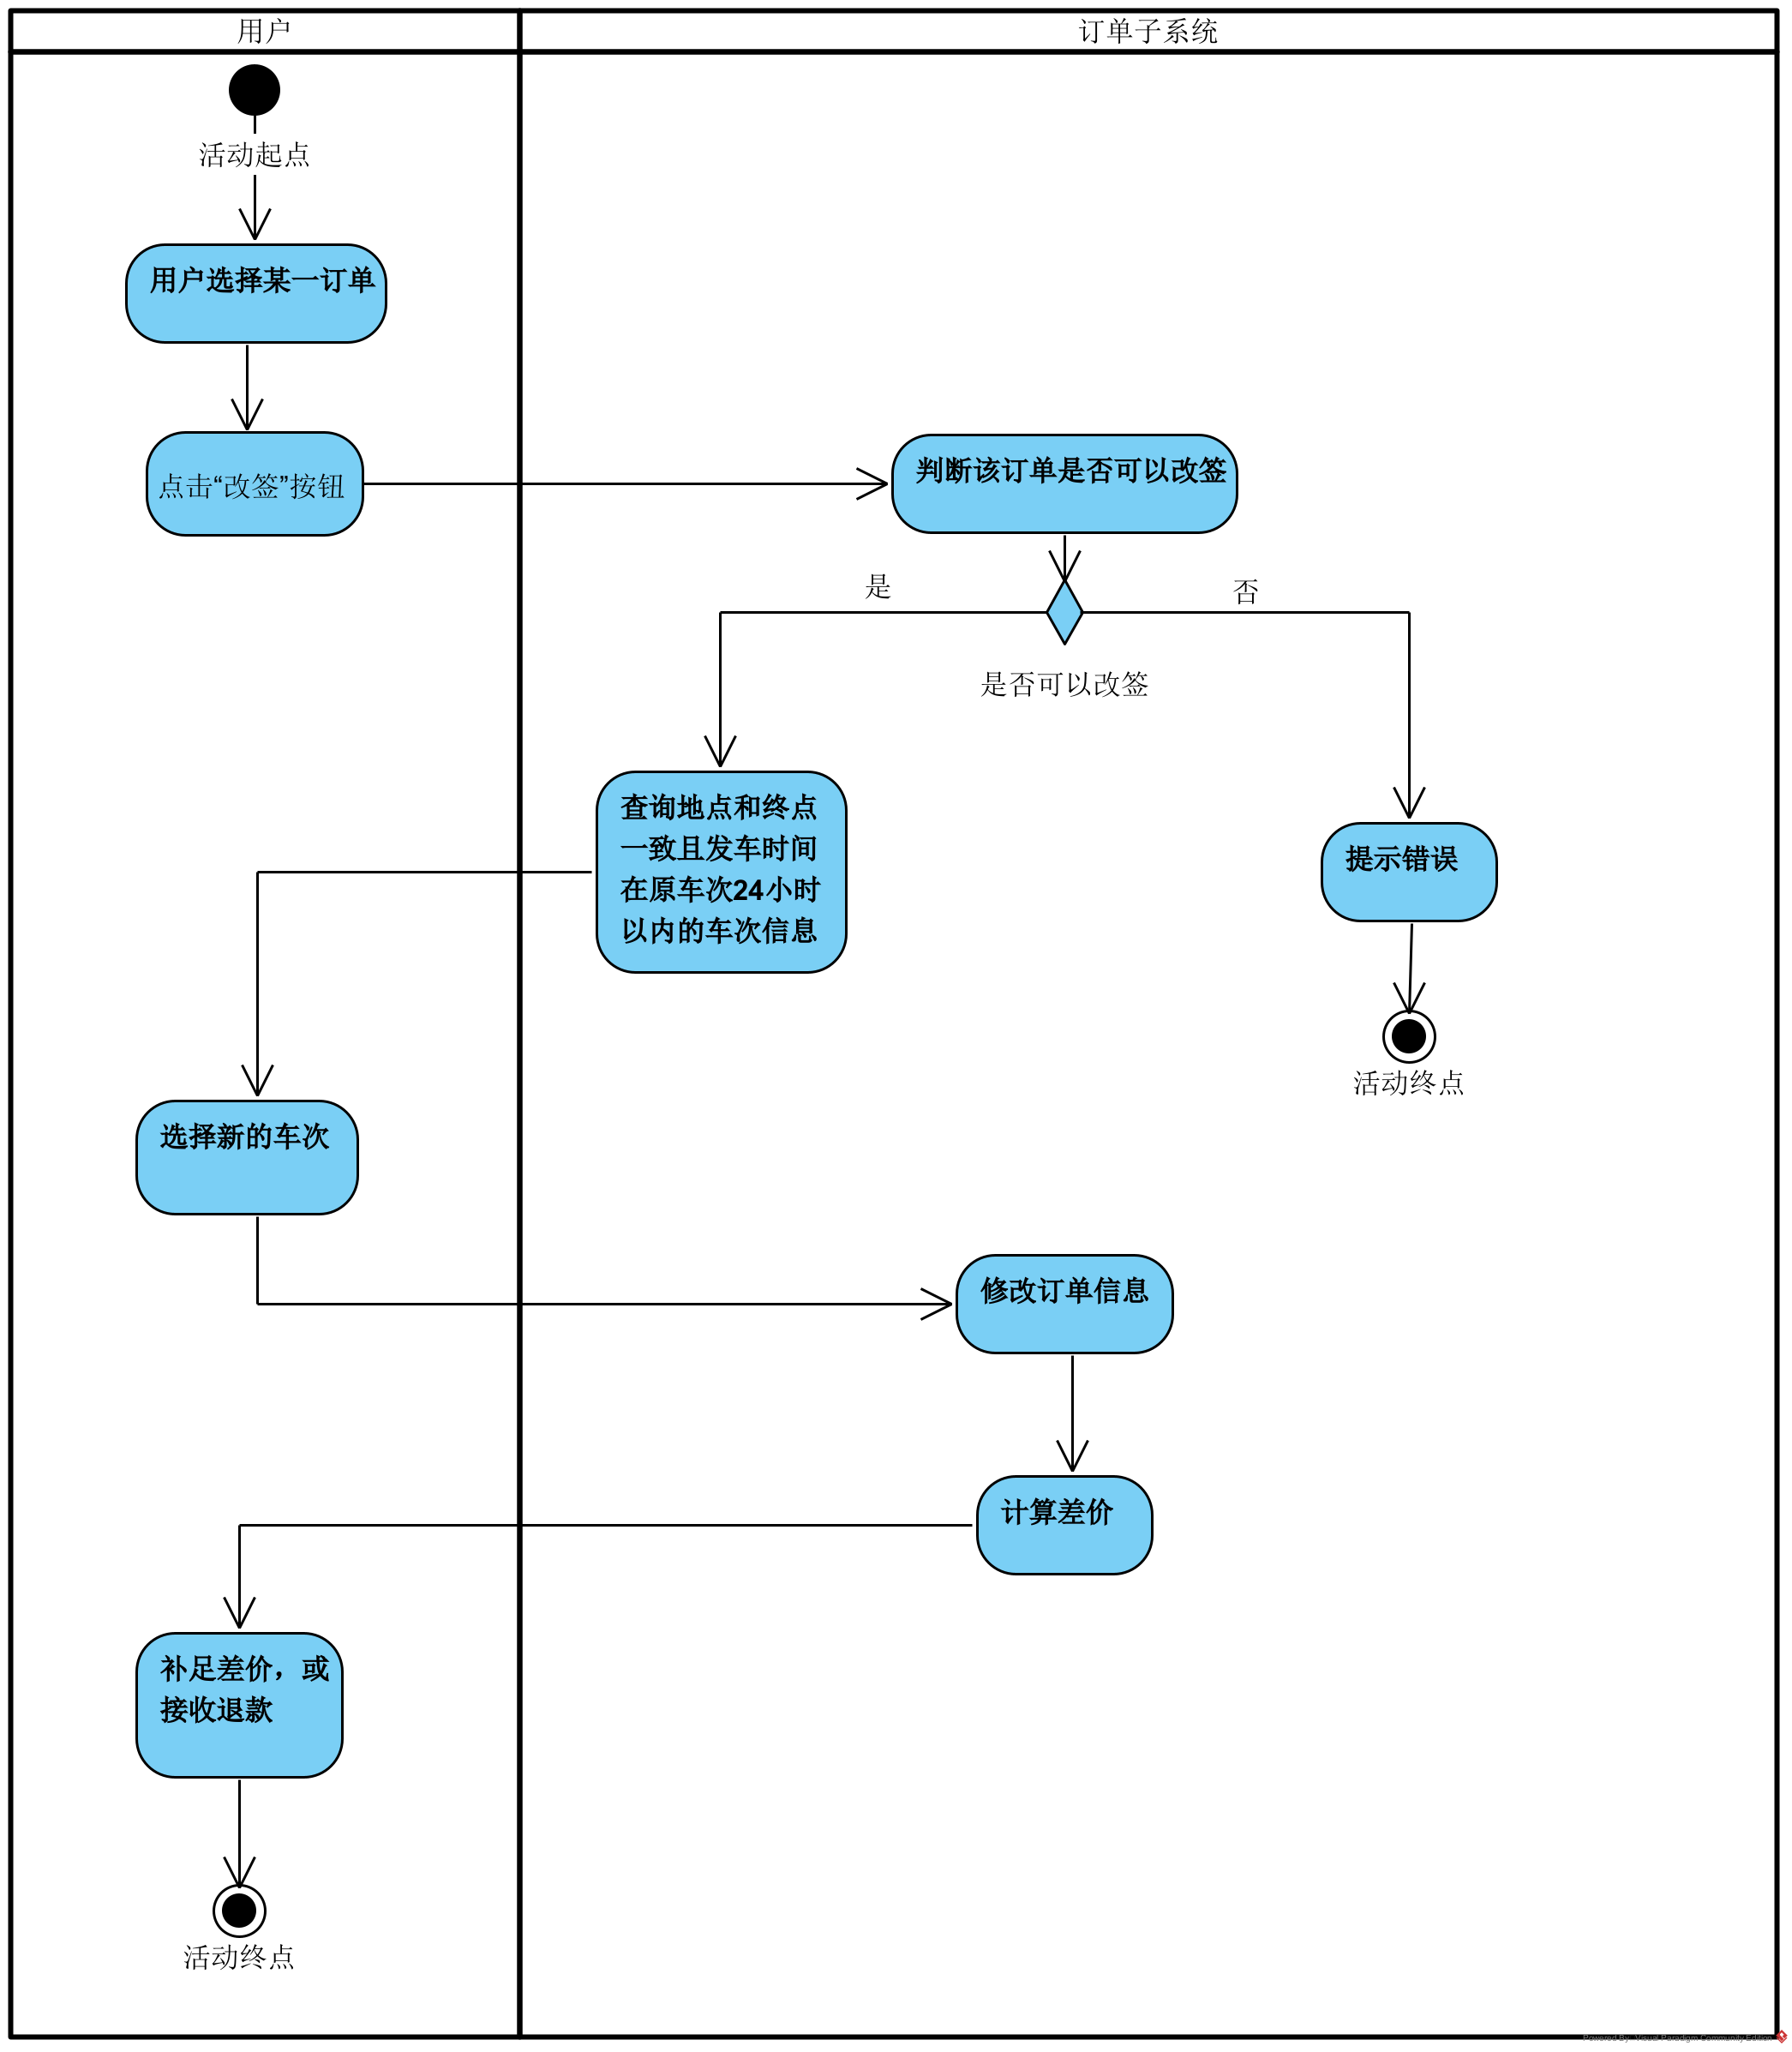 用户
订单子系统
活动起点
用户选择某一订单
点击“改签”按钮
判断该订单是否可以改签
是
否
是否可以改签
查询地点和终点
一致且发车时间
在原车次24小时
以内的车次信息
提示错误
活动终点
选择新的车次
修改订单信息
计算差价
补足差价，或
接收退款
活动终点
Powered By Visual Paradigm Community Edition